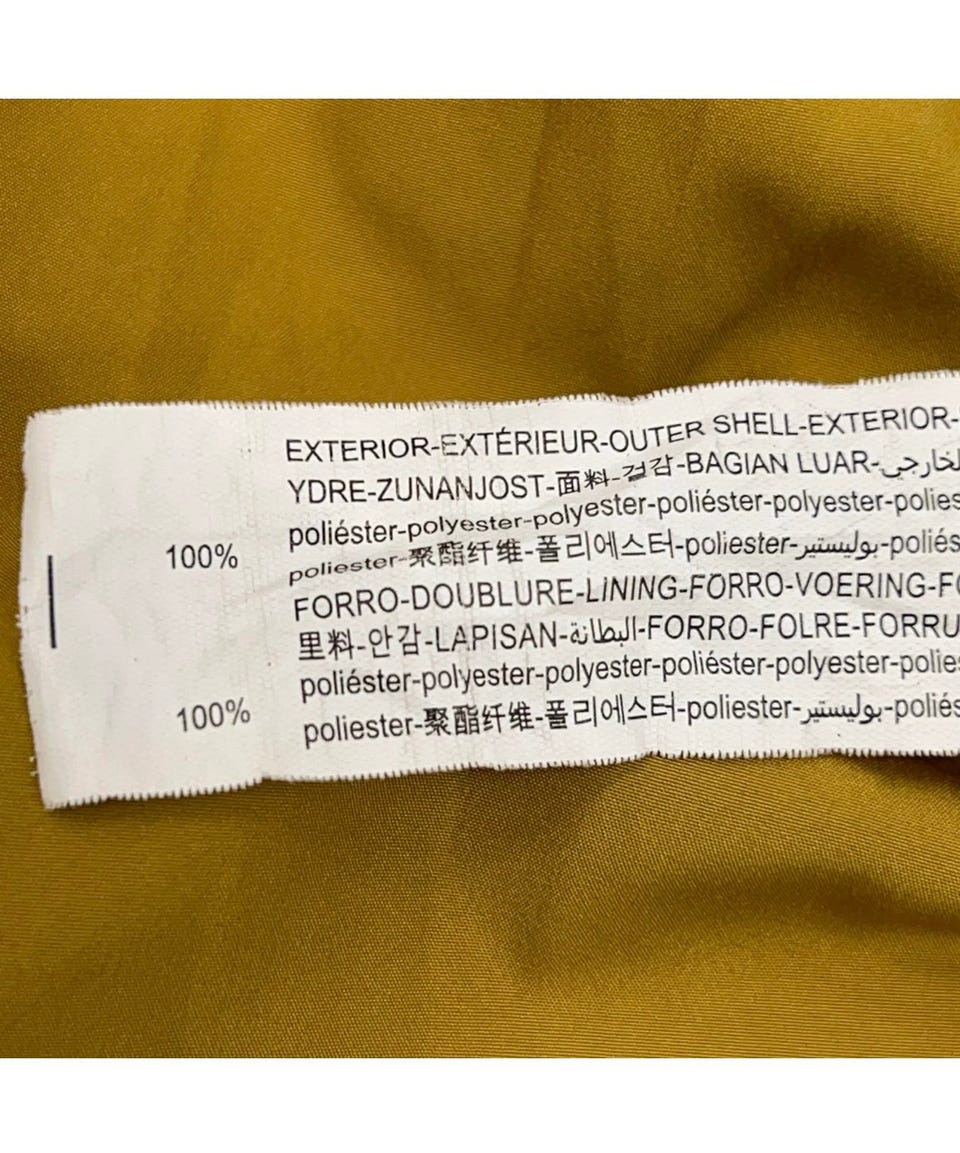 EXTERIOR-EXTÉRIEUR-OUTER SHELL-EXTERIOR-
YDRE-ZUNANJOST-面料-겉감-BAGIAN LUAR-
poliéster-polyester-polyester-poliéster-polyester-polies
100% poliester-聚酯纤维-폴리에스터-poliester-بوليستير-poliés
FORRO-DOUBLURE-LINING-FORRO-VOERING-FO
里料-안감-LAPISAN-البطانة-FORRO-FOLRE-FORRU
poliéster-polyester-polyester-poliéster-polyester-polies
100% poliester-聚酯纤维-폴리에스터-poliester-بوليستير-poliés